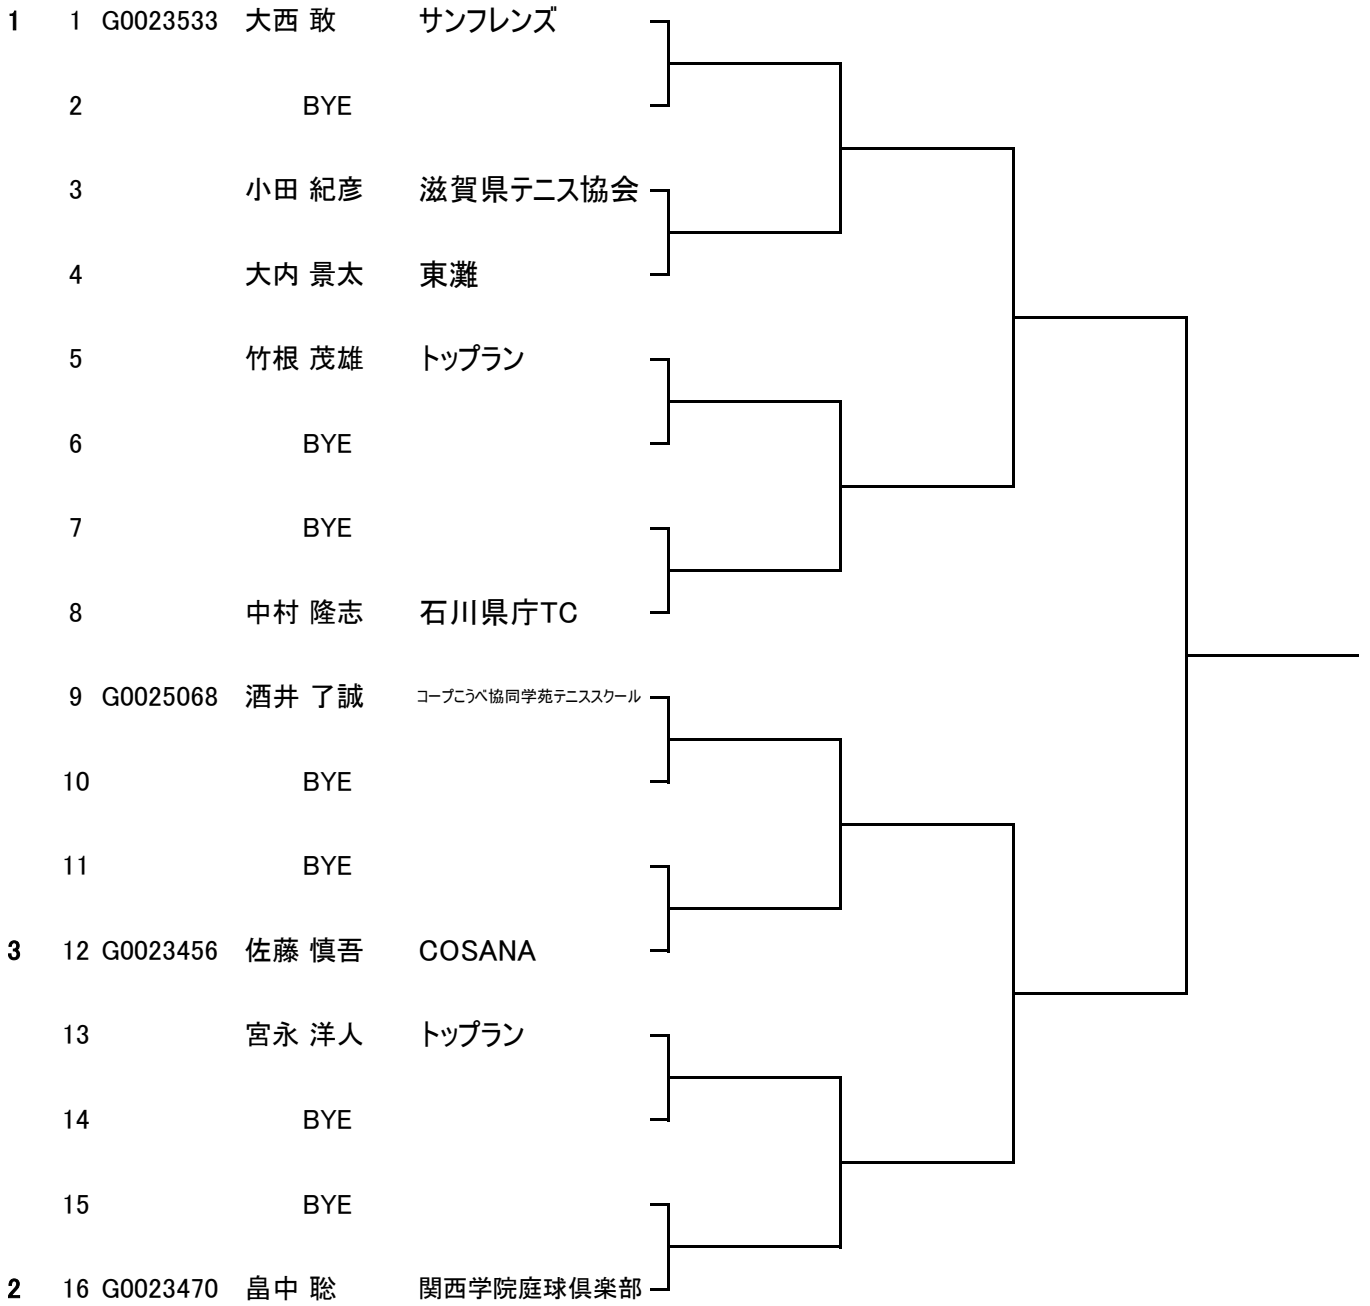 1 1 G0023533 大西 敢 サンフレンズ
2 BYE
3 小田 紀彦 滋賀県テニス協会
4 大内 景太 東灘
5 竹根 茂雄 トップラン
6 BYE
7 BYE
8 中村 隆志 石川県庁TC
9 G0025068 酒井 了誠 コープこうべ協同学苑テニススクール
10 BYE
11 BYE
3 12 G0023456 佐藤 慎吾 COSANA
13 宮永 洋人 トップラン
14 BYE
15 BYE
2 16 G0023470 畠中 聡 関西学院庭球倶楽部